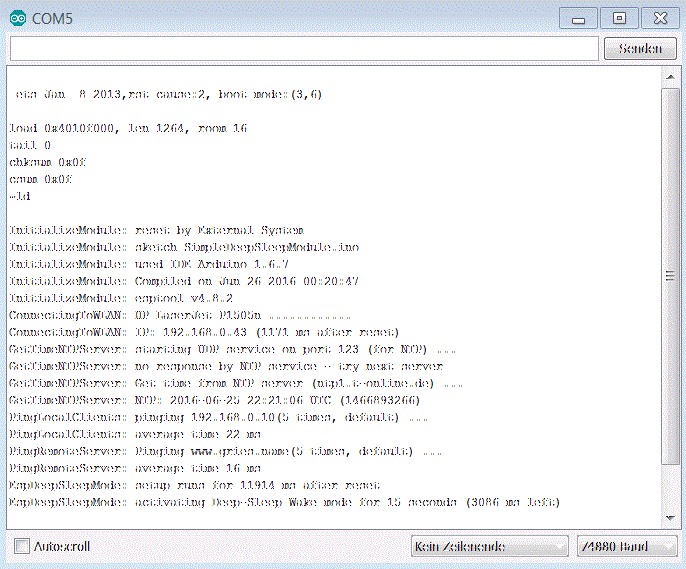 COM5
Senden
ets Jan  8 2013,rst cause:2, boot mode:(3,6)
load 0x4010f000, len 1264, room 16
tail 0
chksum 0x0f
csum 0x0f
~ld
InitializeModule: reset by External System
InitializeModule: sketch SimpleDeepSleepModule.ino
InitializeModule: used IDE Arduino 1.6.7
InitializeModule: Compiled on Jun 26 2016 00:20:47
InitializeModule: esptool v4.8.2
ConnectingToWLAN: HP LaserJet P1505n ...............
ConnectingToWLAN: IP: 192.168.0.43 (1171 ms after reset)
GetTimeNTPServer: starting UDP service on port 123 (for NTP) ...
GetTimeNTPServer: no response by NTP service - try next server
GetTimeNTPServer: Get time from NTP server (ntp1.t-online.de) ...
GetTimeNTPServer: NTP: 2016-06-25 22:21:06 UTC (1466893266)
PingLocalClients: pinging 192.168.0.10(5 times, default) ...
PingLocalClients: average time 22 ms
PingRemoteServer: Pinging www.gries.name(5 times, default) ...
PingRemoteServer: average time 16 ms
EspDeepSleepMode: setup runs for 11914 ms after reset
EspDeepSleepMode: activating Deep-Sleep Wake mode for 15 seconds (3086 ms left)
Autoscroll
Kein Zeilenende
74880 Baud